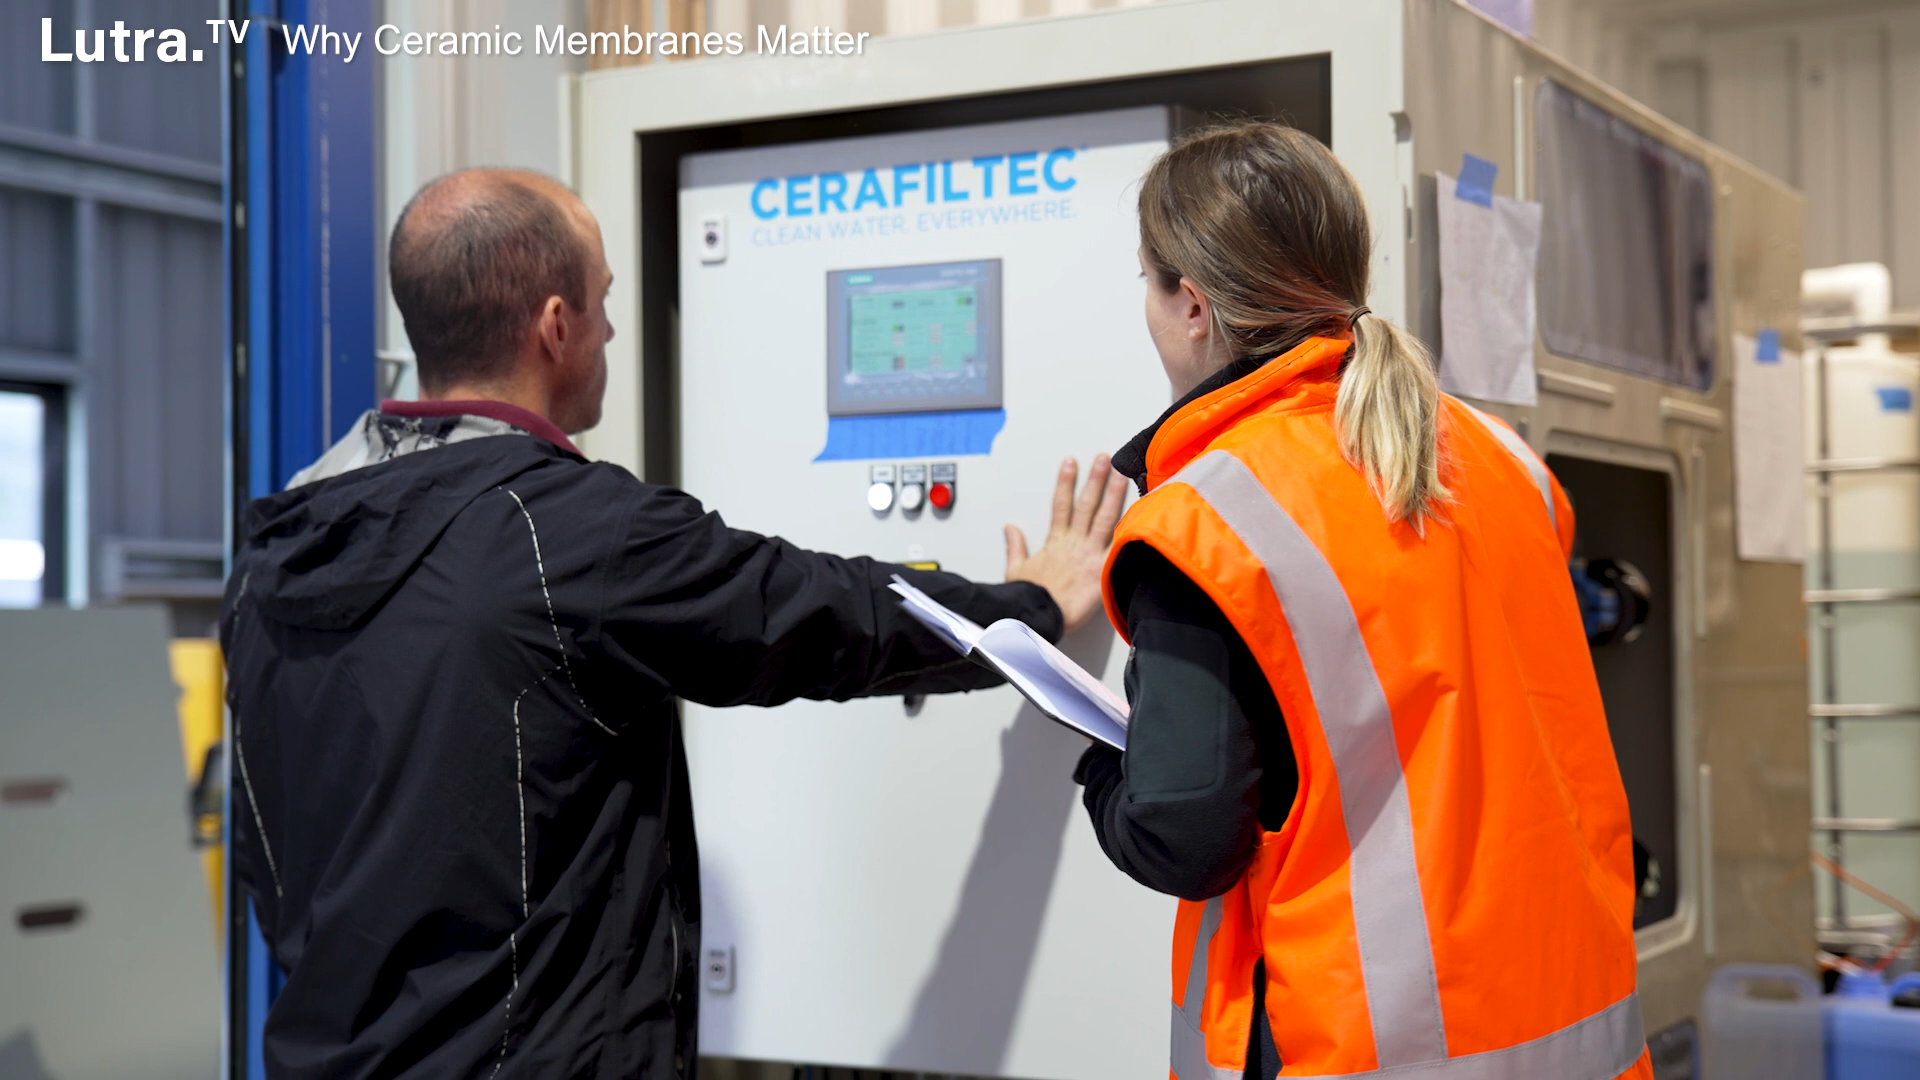 Lutra.TV Why Ceramic Membranes Matter
CERAFILTEC
CLEAN WATER. EVERYWHERE.